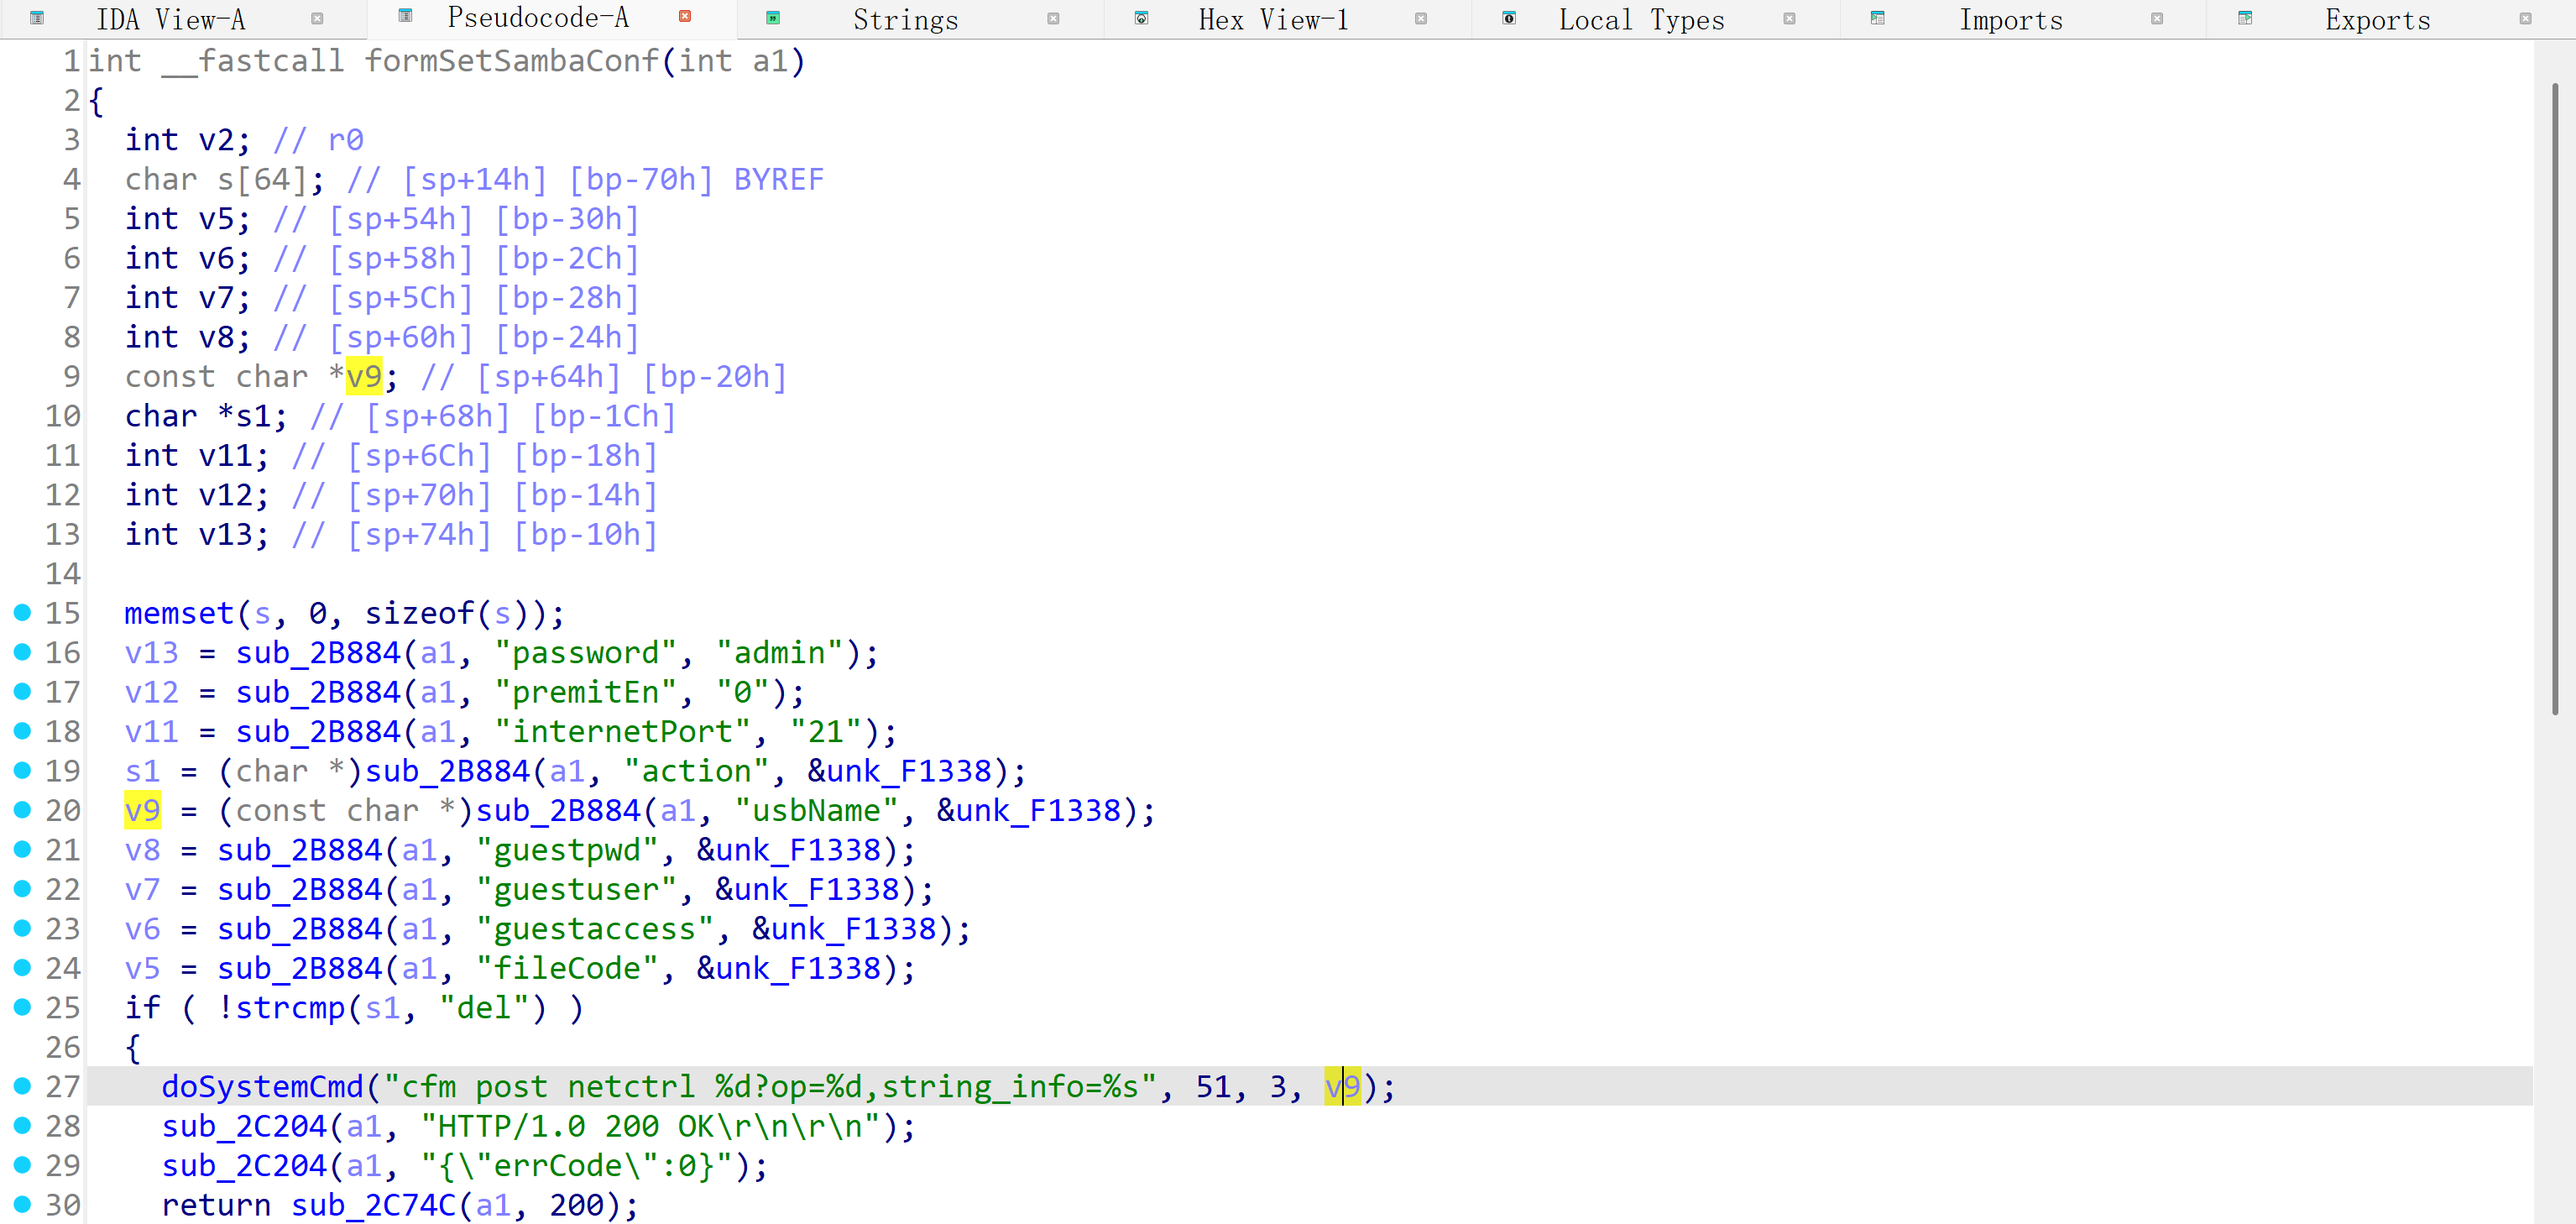 IDA View-A Pseudocode-A Strings Hex View-1 Local Types Imports Exports
1 int __fastcall formSetSambaConf(int a1)
2 {
3 int v2; // r0
4 char s[64]; // [sp+14h] [bp-70h] BYREF
5 int v5; // [sp+54h] [bp-30h]
6 int v6; // [sp+58h] [bp-2Ch]
7 int v7; // [sp+5Ch] [bp-28h]
8 int v8; // [sp+60h] [bp-24h]
9 const char *v9; // [sp+64h] [bp-20h]
10 char *s1; // [sp+68h] [bp-1Ch]
11 int v11; // [sp+6Ch] [bp-18h]
12 int v12; // [sp+70h] [bp-14h]
13 int v13; // [sp+74h] [bp-10h]
14
15 memset(s, 0, sizeof(s));
16 v13 = sub_2B884(a1, "password", "admin");
17 v12 = sub_2B884(a1, "premitEn", "0");
18 v11 = sub_2B884(a1, "internetPort", "21");
19 s1 = (char *)sub_2B884(a1, "action", &unk_F1338);
20 v9 = (const char *)sub_2B884(a1, "usbName", &unk_F1338);
21 v8 = sub_2B884(a1, "guestpwd", &unk_F1338);
22 v7 = sub_2B884(a1, "guestuser", &unk_F1338);
23 v6 = sub_2B884(a1, "guestaccess", &unk_F1338);
24 v5 = sub_2B884(a1, "fileCode", &unk_F1338);
25 if ( !strcmp(s1, "del") )
26 {
27 doSystemCmd("cfm post netctrl %d?op=%d,string_info=%s", 51, 3, v9);
28 sub_2C204(a1, "HTTP/1.0 200 OK\r\n\r\n");
29 sub_2C204(a1, "{\"errCode\":0}");
30 return sub_2C74C(a1, 200);